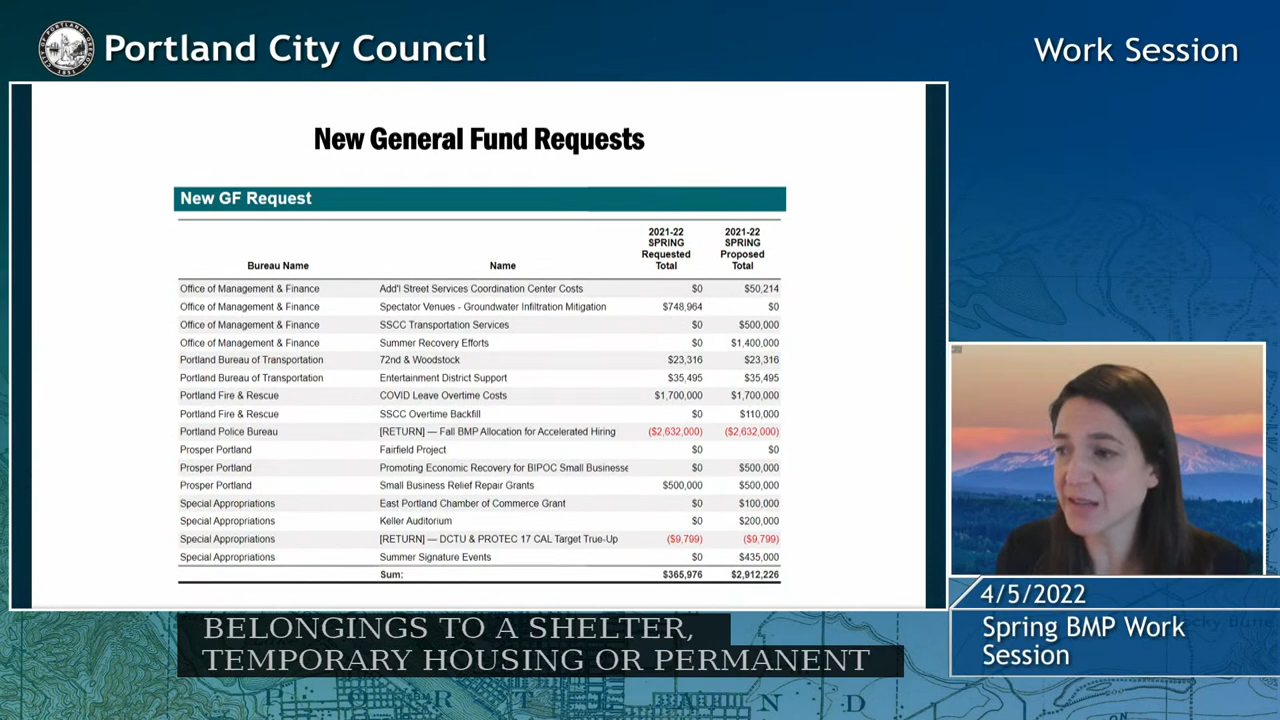 Portland City Council
Work Session
New General Fund Requests
New GF Request
Bureau Name Name 2021-22 SPRING Requested Total 2021-22 SPRING Proposed Total
Office of Management & Finance Add'l Street Services Coordination Center Costs $0 $50,214
Office of Management & Finance Spectator Venues - Groundwater Infiltration Mitigation $748,964 $0
Office of Management & Finance SSCC Transportation Services $0 $500,000
Office of Management & Finance Summer Recovery Efforts $0 $1,400,000
Portland Bureau of Transportation 72nd & Woodstock $23,316 $23,316
Portland Bureau of Transportation Entertainment District Support $35,495 $35,495
Portland Fire & Rescue COVID Leave Overtime Costs $1,700,000 $1,700,000
Portland Fire & Rescue SSCC Overtime Backfill $0 $110,000
Portland Police Bureau [RETURN] — Fall BMP Allocation for Accelerated Hiring ($2,632,000) ($2,632,000)
Prosper Portland Fairfield Project $0 $0
Prosper Portland Promoting Economic Recovery for BIPOC Small Businesse $0 $500,000
Prosper Portland Small Business Relief Repair Grants $500,000 $500,000
Special Appropriations East Portland Chamber of Commerce Grant $0 $100,000
Special Appropriations Keller Auditorium $0 $200,000
Special Appropriations [RETURN] — DCTU & PROTEC 17 CAL Target True-Up ($9,799) ($9,799)
Special Appropriations Summer Signature Events $0 $435,000
Sum: $365,976 $2,912,226
4/5/2022
Spring BMP Work
Session
BELONGINGS TO A SHELTER,
TEMPORARY HOUSING OR PERMANENT